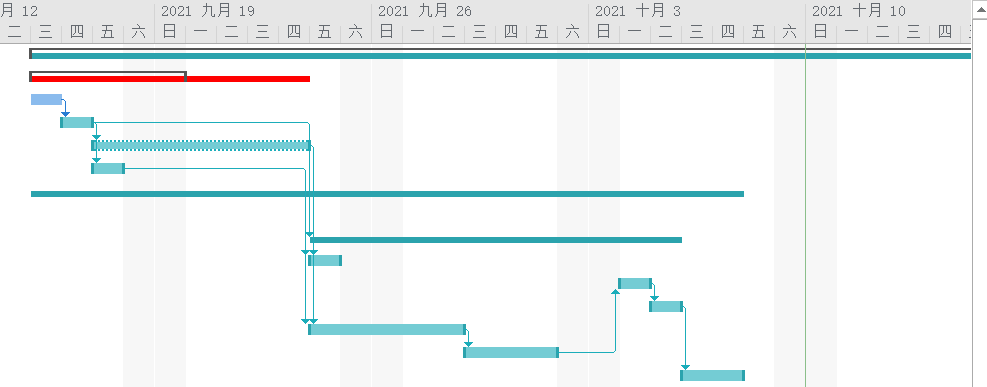 月 12 2021 九月 19 2021 九月 26 2021 十月 3 2021 十月 10
二 三 四 五 六 日 一 二 三 四 五 六 日 一 二 三 四 五 六 日 一 二 三 四 五 六 日 一 二 三 四